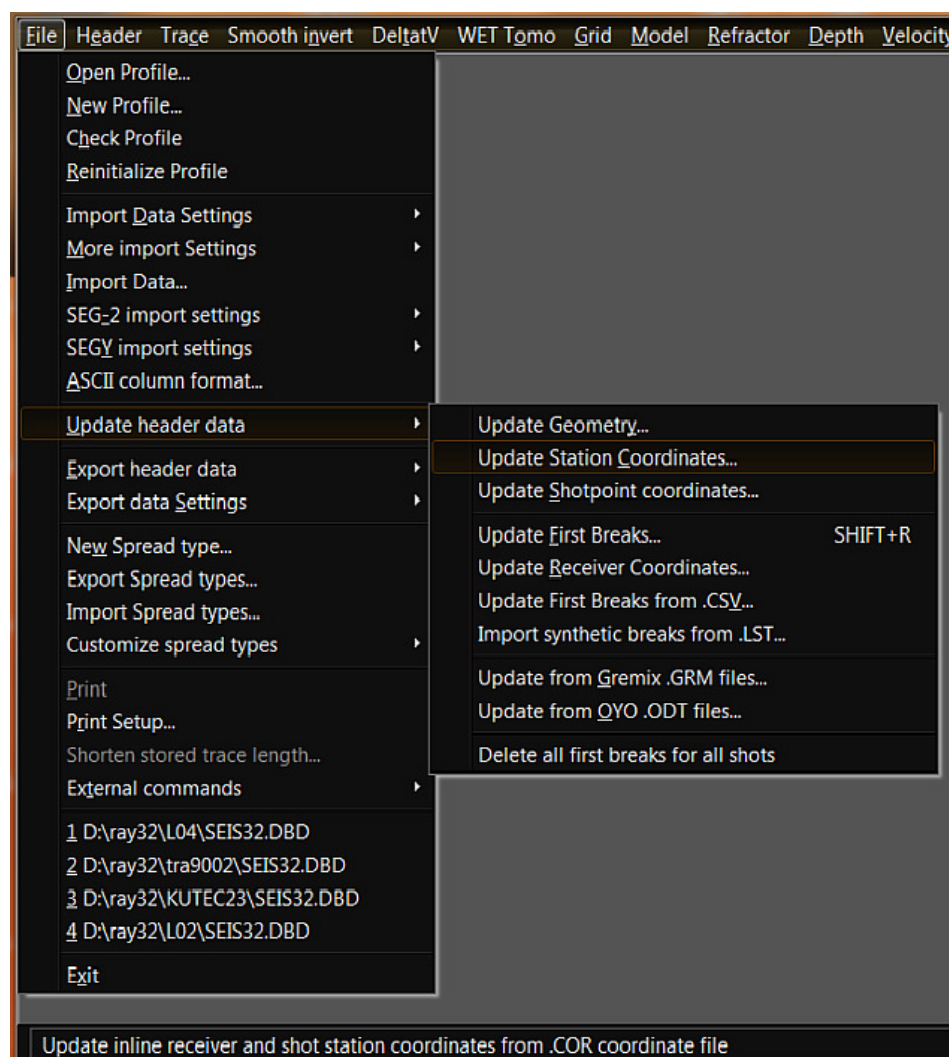 File Header Trace Smooth invert DeltatV WET Tomo Grid Model Refractor Depth Velocity
Open Profile...
New Profile...
Check Profile
Reinitialize Profile
Import Data Settings
More import Settings
Import Data...
SEG-2 import settings
SEGY import settings
ASCII column format...
Update header data
Export header data
Export data Settings
New Spread type...
Export Spread types...
Import Spread types...
Customize spread types
Print
Print Setup...
Shorten stored trace length...
External commands
1 D:\ray32\L04\SEIS32.DBD
2 D:\ray32\tra9002\SEIS32.DBD
3 D:\ray32\KUTEC23\SEIS32.DBD
4 D:\ray32\L02\SEIS32.DBD
Exit
Update Geometry...
Update Station Coordinates...
Update Shotpoint coordinates...
Update First Breaks... SHIFT+R
Update Receiver Coordinates...
Update First Breaks from .CSV...
Import synthetic breaks from .LST...
Update from Gremix .GRM files...
Update from OYO .ODT files...
Delete all first breaks for all shots
Update inline receiver and shot station coordinates from .COR coordinate file